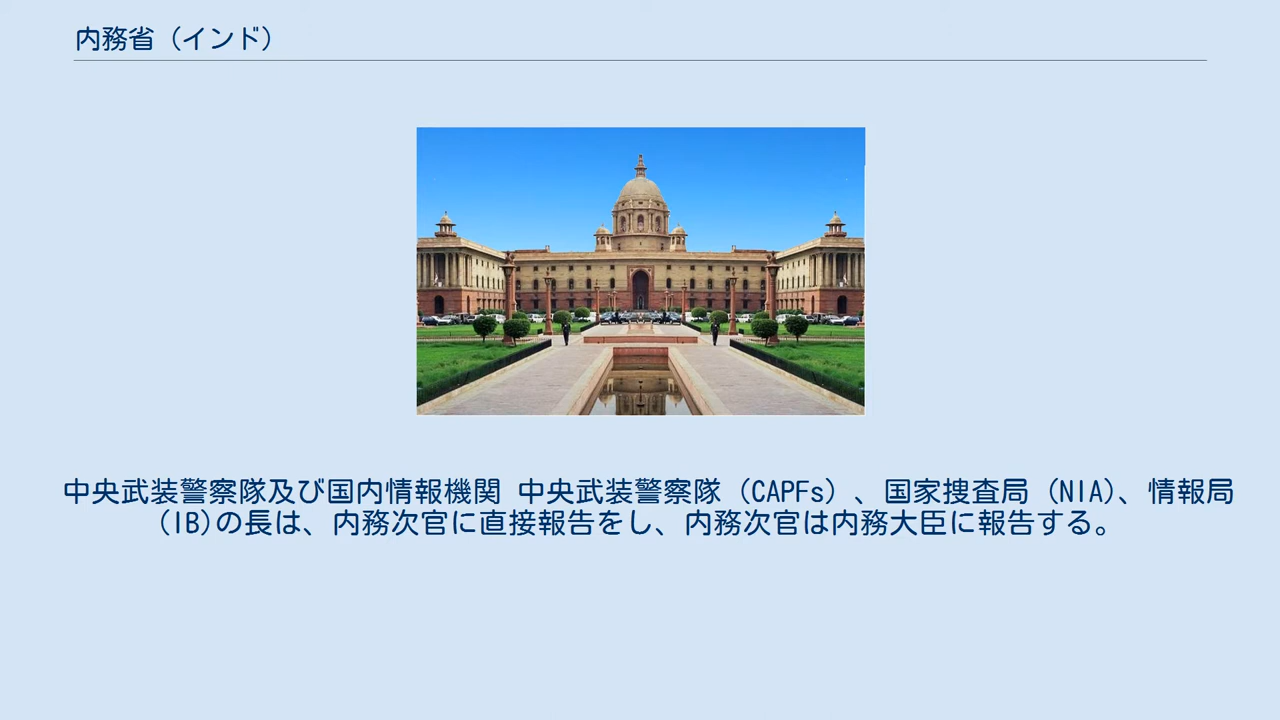 内務省（インド）
中央武装警察隊及び国内情報機関 中央武装警察隊（CAPFs）、国家捜査局（NIA)、情報局
（IB)の長は、内務次官に直接報告をし、内務次官は内務大臣に報告する。